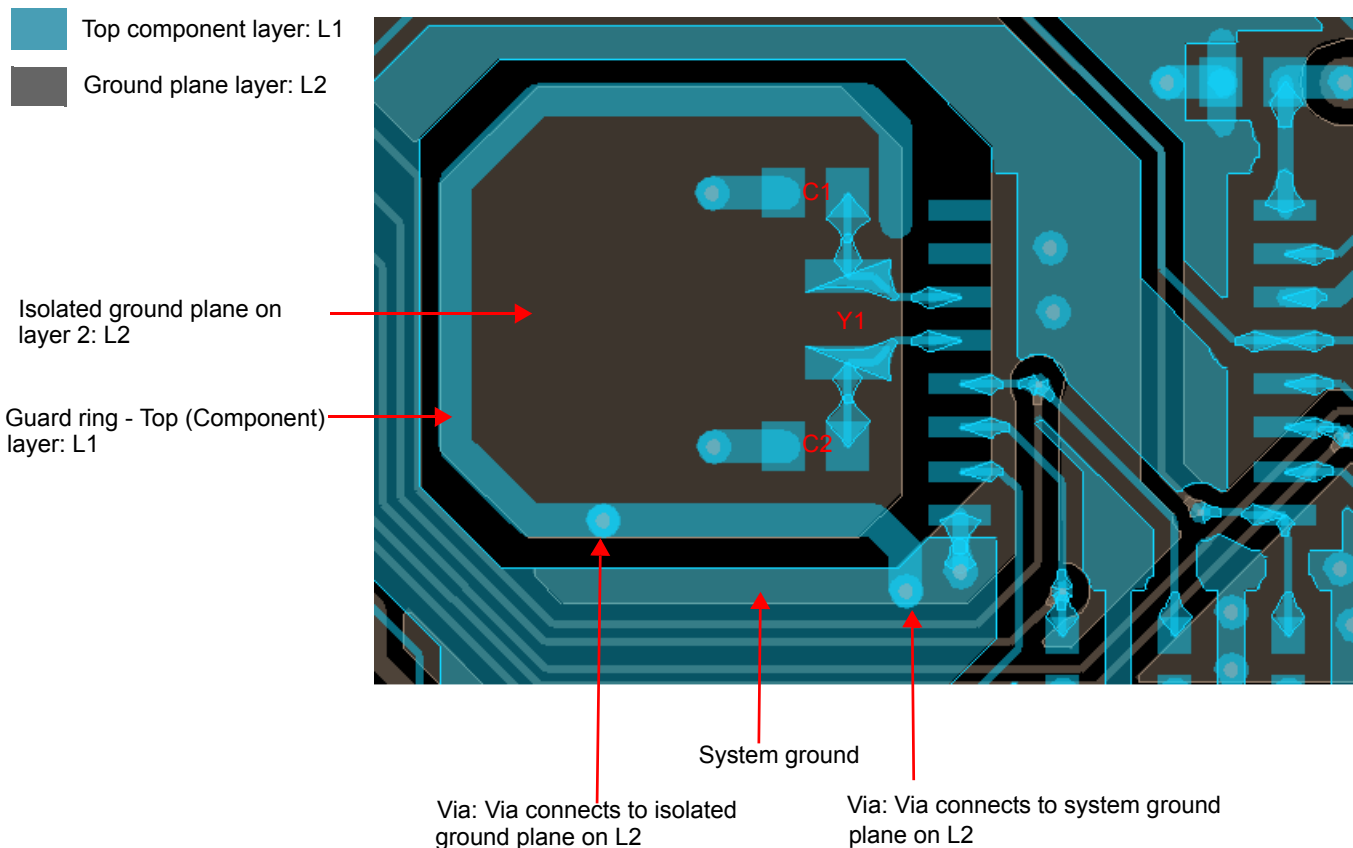 Top component layer: L1
Ground plane layer: L2
C1
Isolated ground plane on
layer 2: L2
Y1
Guard ring - Top (Component)
layer: L1
C2
System ground
Via: Via connects to isolated
ground plane on L2
Via: Via connects to system ground
plane on L2